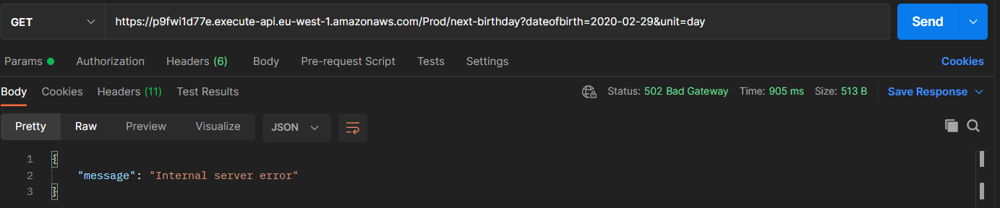 GET https://p9fwi1d77e.execute-api.eu-west-1.amazonaws.com/Prod/next-birthday?dateofbirth=2020-02-29&unit=day Send
Params Authorization Headers (6) Body Pre-request Script Tests Settings Cookies
Body Cookies Headers (11) Test Results Status: 502 Bad Gateway Time: 905 ms Size: 513 B Save Response
Pretty Raw Preview Visualize JSON
1 {
2 "message": "Internal server error"
3 }